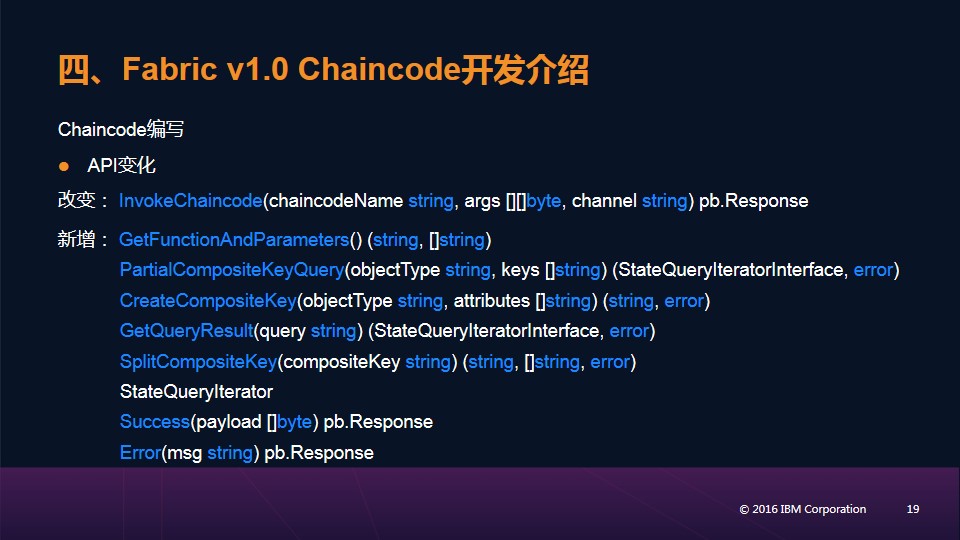 四、Fabric v1.0 Chaincode开发介绍
Chaincode编写
● API变化
改变： InvokeChaincode(chaincodeName string, args [][]byte, channel string) pb.Response
新增： GetFunctionAndParameters() (string, []string)
PartialCompositeKeyQuery(objectType string, keys []string) (StateQueryIteratorInterface, error)
CreateCompositeKey(objectType string, attributes []string) (string, error)
GetQueryResult(query string) (StateQueryIteratorInterface, error)
SplitCompositeKey(compositeKey string) (string, []string, error)
StateQueryIterator
Success(payload []byte) pb.Response
Error(msg string) pb.Response
© 2016 IBM Corporation 19